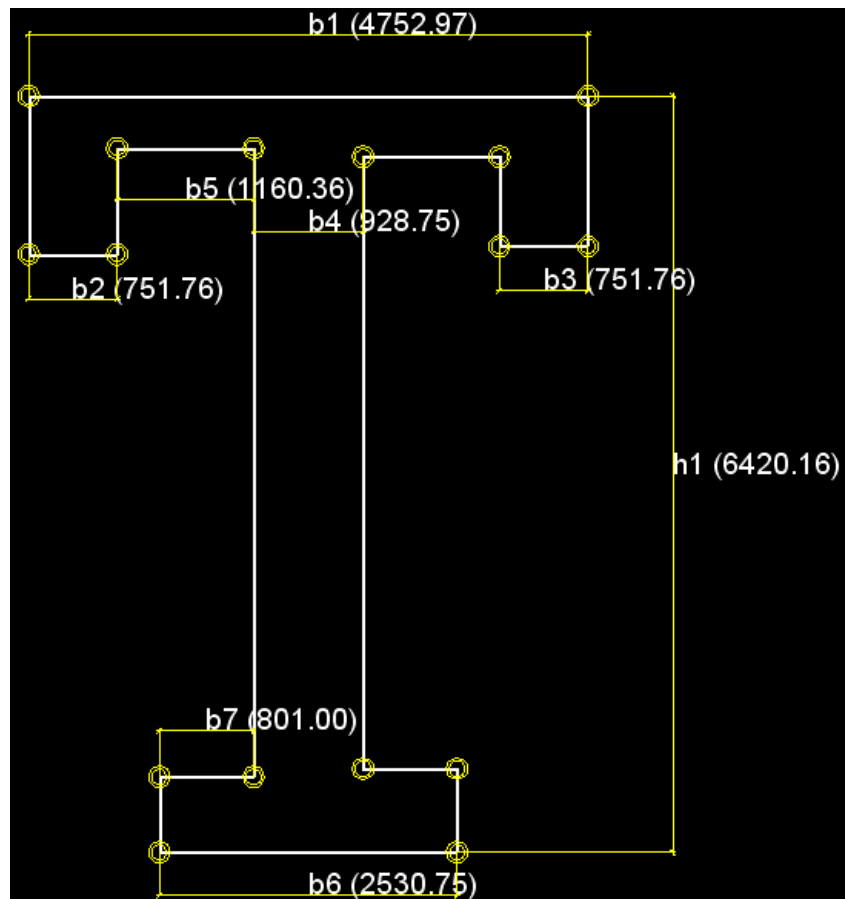 b1 (4752.97)
b5 (1160.36)
b4 (928.75)
b2 (751.76)
b3 (751.76)
h1 (6420.16)
b7 (801.00)
b6 (2530.75)